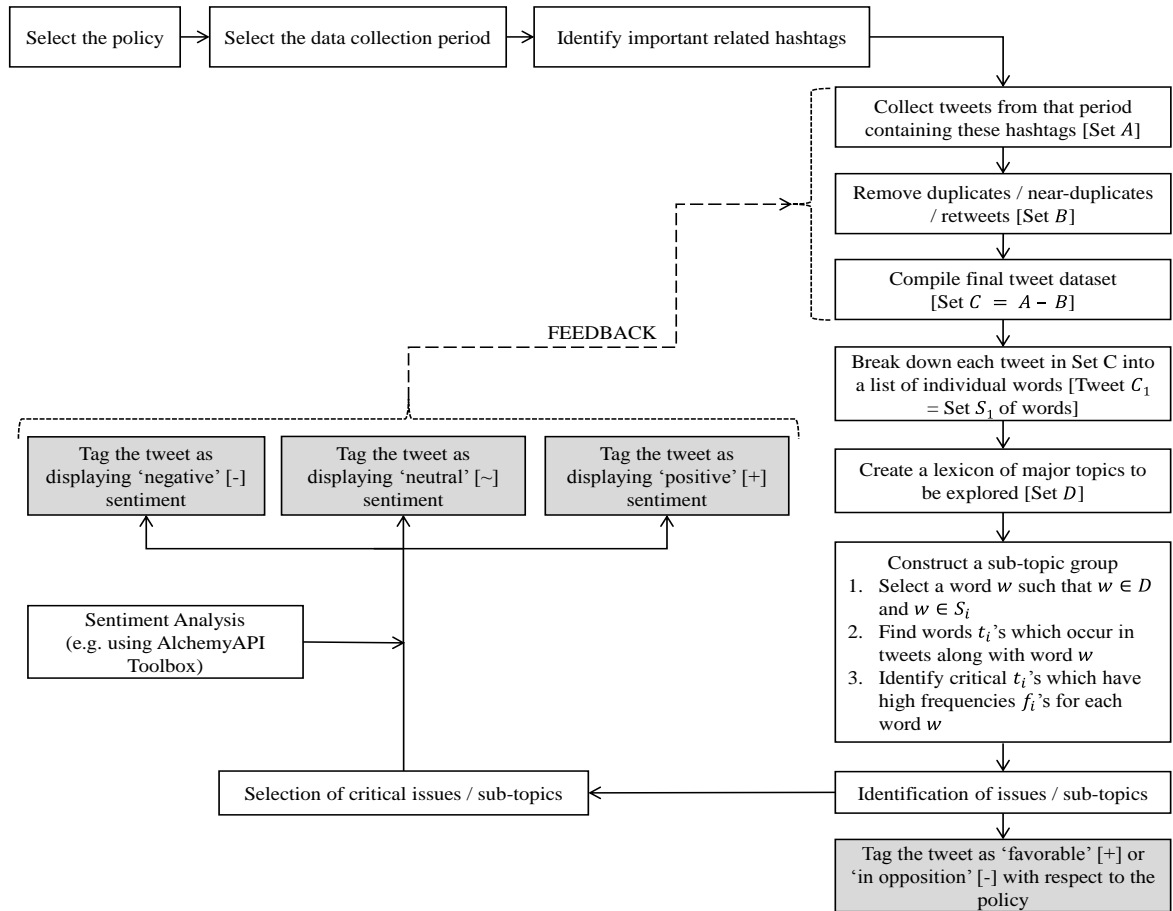 Select the policy
Select the data collection period
Identify important related hashtags
Collect tweets from that period
containing these hashtags [Set A]
Remove duplicates / near-duplicates
/ retweets [Set B]
Compile final tweet dataset
[Set C = A − B]
FEEDBACK
Break down each tweet in Set C into
a list of individual words [Tweet C₁
= Set S₁ of words]
Tag the tweet as
displaying ‘negative’ [-]
sentiment
Tag the tweet as
displaying ‘neutral’ [~]
sentiment
Tag the tweet as
displaying ‘positive’ [+]
sentiment
Create a lexicon of major topics to
be explored [Set D]
Construct a sub-topic group
1. Select a word w such that w ∈ D
and w ∈ Sᵢ
2. Find words tᵢ’s which occur in
tweets along with word w
3. Identify critical tᵢ’s which have
high frequencies fᵢ’s for each
word w
Sentiment Analysis
(e.g. using AlchemyAPI
Toolbox)
Selection of critical issues / sub-topics
Identification of issues / sub-topics
Tag the tweet as ‘favorable’ [+] or
‘in opposition’ [-] with respect to the
policy